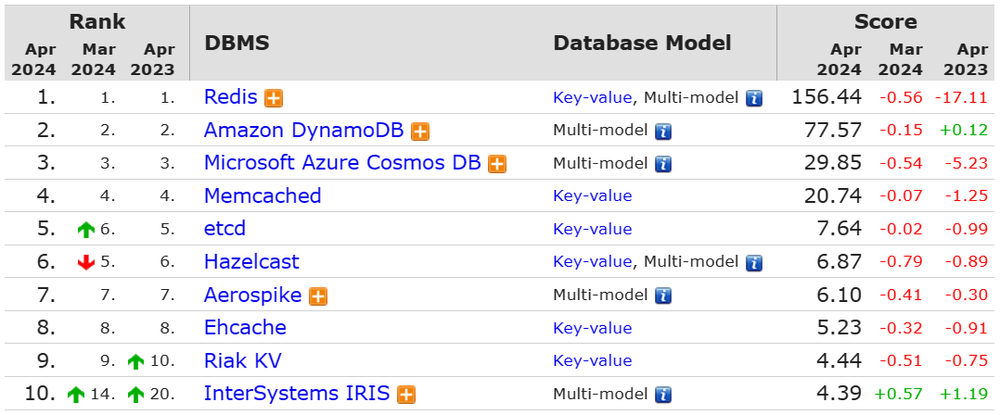 Rank Score
Apr Mar Apr DBMS Database Model Apr Mar Apr
2024 2024 2023 2024 2024 2023
1. 1. 1. Redis Key-value, Multi-model 156.44 -0.56 -17.11
2. 2. 2. Amazon DynamoDB Multi-model 77.57 -0.15 +0.12
3. 3. 3. Microsoft Azure Cosmos DB Multi-model 29.85 -0.54 -5.23
4. 4. 4. Memcached Key-value 20.74 -0.07 -1.25
5. 6. 5. etcd Key-value 7.64 -0.02 -0.99
6. 5. 6. Hazelcast Key-value, Multi-model 6.87 -0.79 -0.89
7. 7. 7. Aerospike Multi-model 6.10 -0.41 -0.30
8. 8. 8. Ehcache Key-value 5.23 -0.32 -0.91
9. 9. 10. Riak KV Key-value 4.44 -0.51 -0.75
10. 14. 20. InterSystems IRIS Multi-model 4.39 +0.57 +1.19